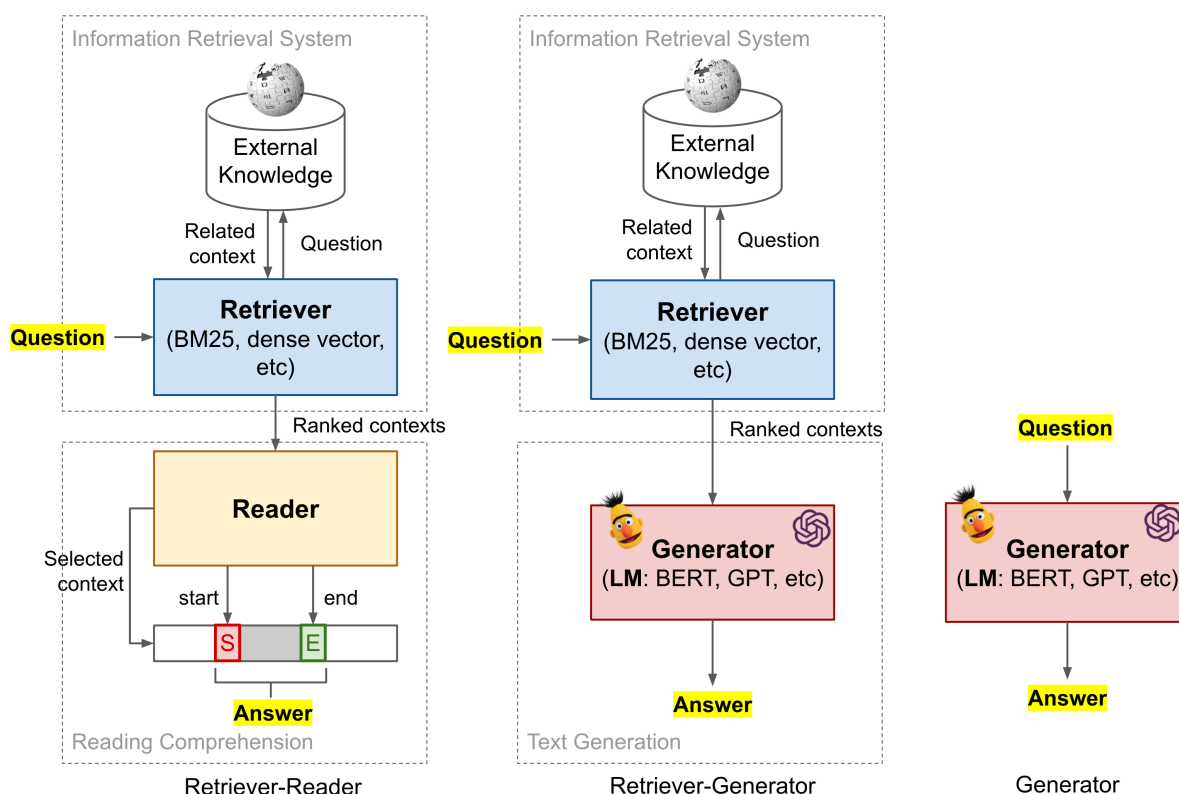 Information Retrieval System
External
Knowledge
Related
context
Question
Question
Retriever
(BM25, dense vector,
etc)
Ranked contexts
Reader
Selected
context
start
end
S
E
Answer
Reading Comprehension
Retriever-Reader
Information Retrieval System
External
Knowledge
Related
context
Question
Question
Retriever
(BM25, dense vector,
etc)
Ranked contexts
Generator
(LM: BERT, GPT, etc)
Answer
Text Generation
Retriever-Generator
Question
Generator
(LM: BERT, GPT, etc)
Answer
Generator